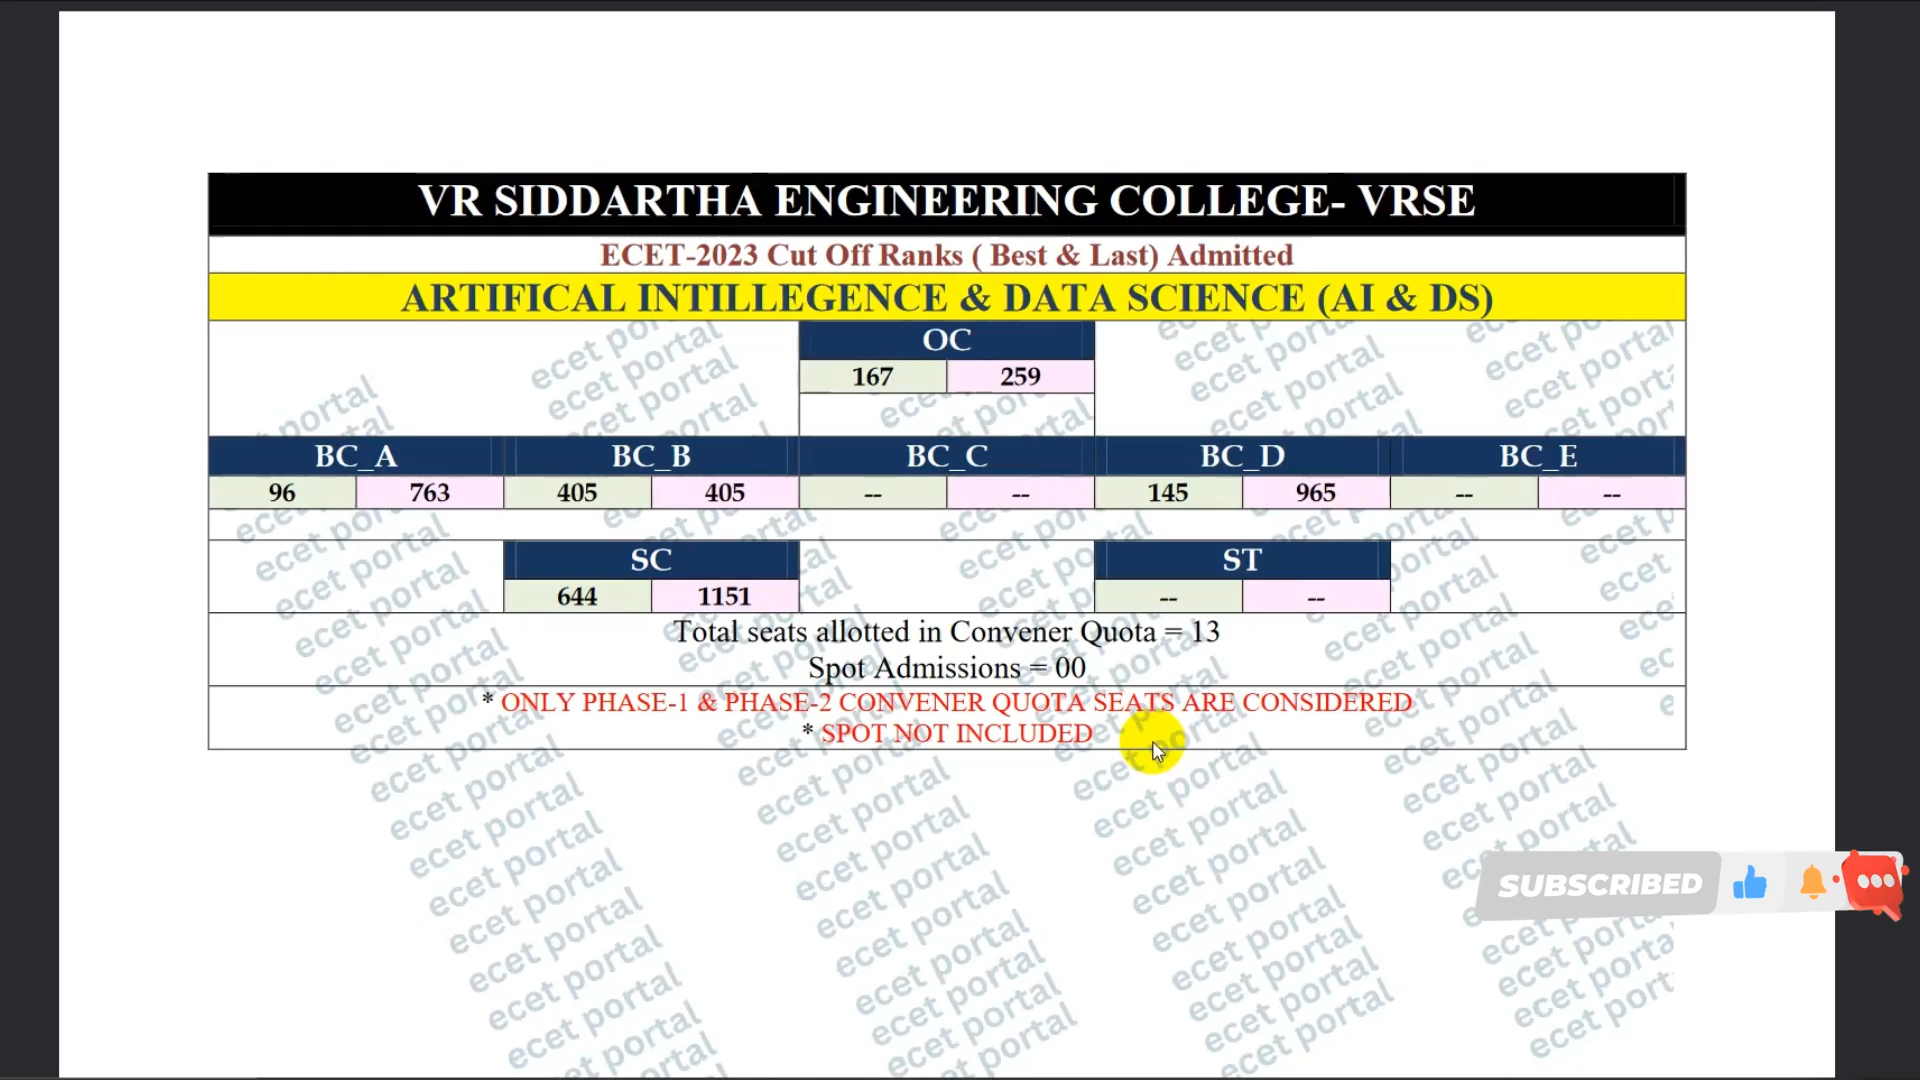 VR SIDDARTHA ENGINEERING COLLEGE- VRSE
ECET-2023 Cut Off Ranks ( Best & Last) Admitted
ARTIFICAL INTILLEGENCE & DATA SCIENCE (AI & DS)
OC
167 259
BC_A BC_B BC_C BC_D BC_E
96 763 405 405 -- -- 145 965 -- --
SC ST
644 1151 -- --
Total seats allotted in Convener Quota = 13
Spot Admissions = 00
* ONLY PHASE-1 & PHASE-2 CONVENER QUOTA SEATS ARE CONSIDERED
* SPOT NOT INCLUDED
SUBSCRIBED
ecet portal